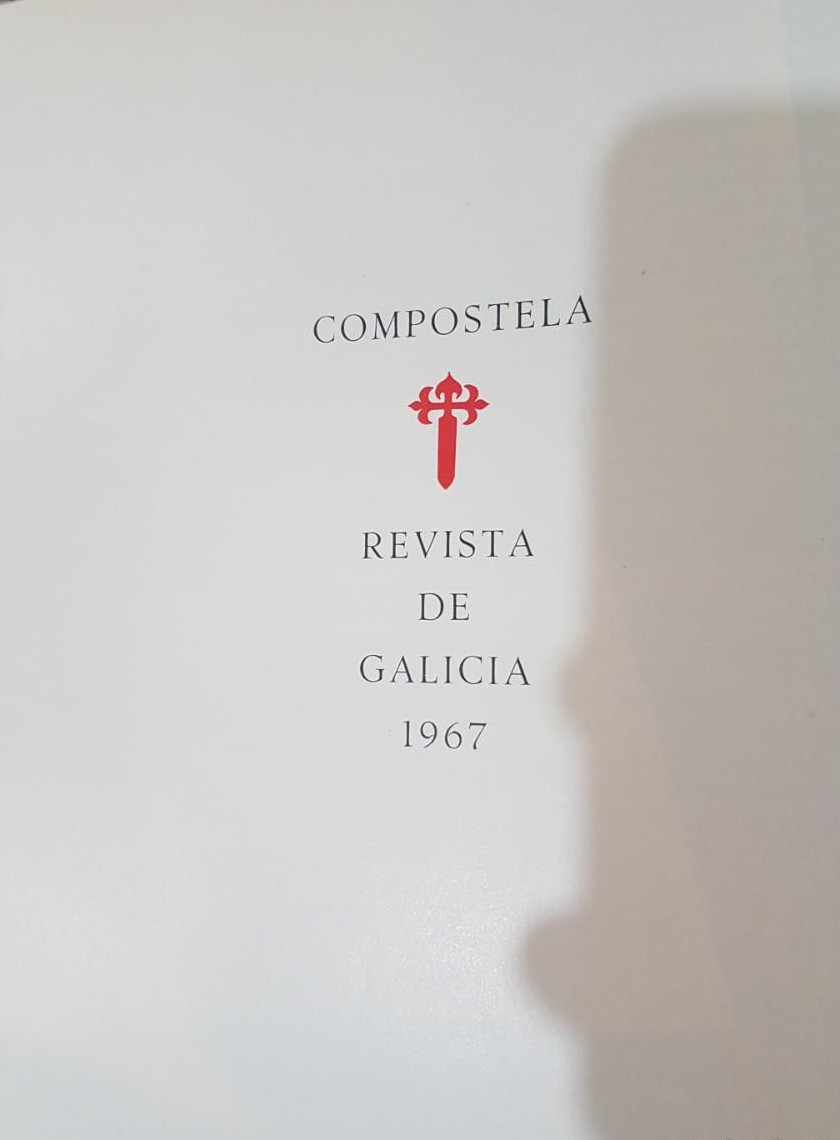 COMPOSTELA
REVISTA
DE
GALICIA
1967